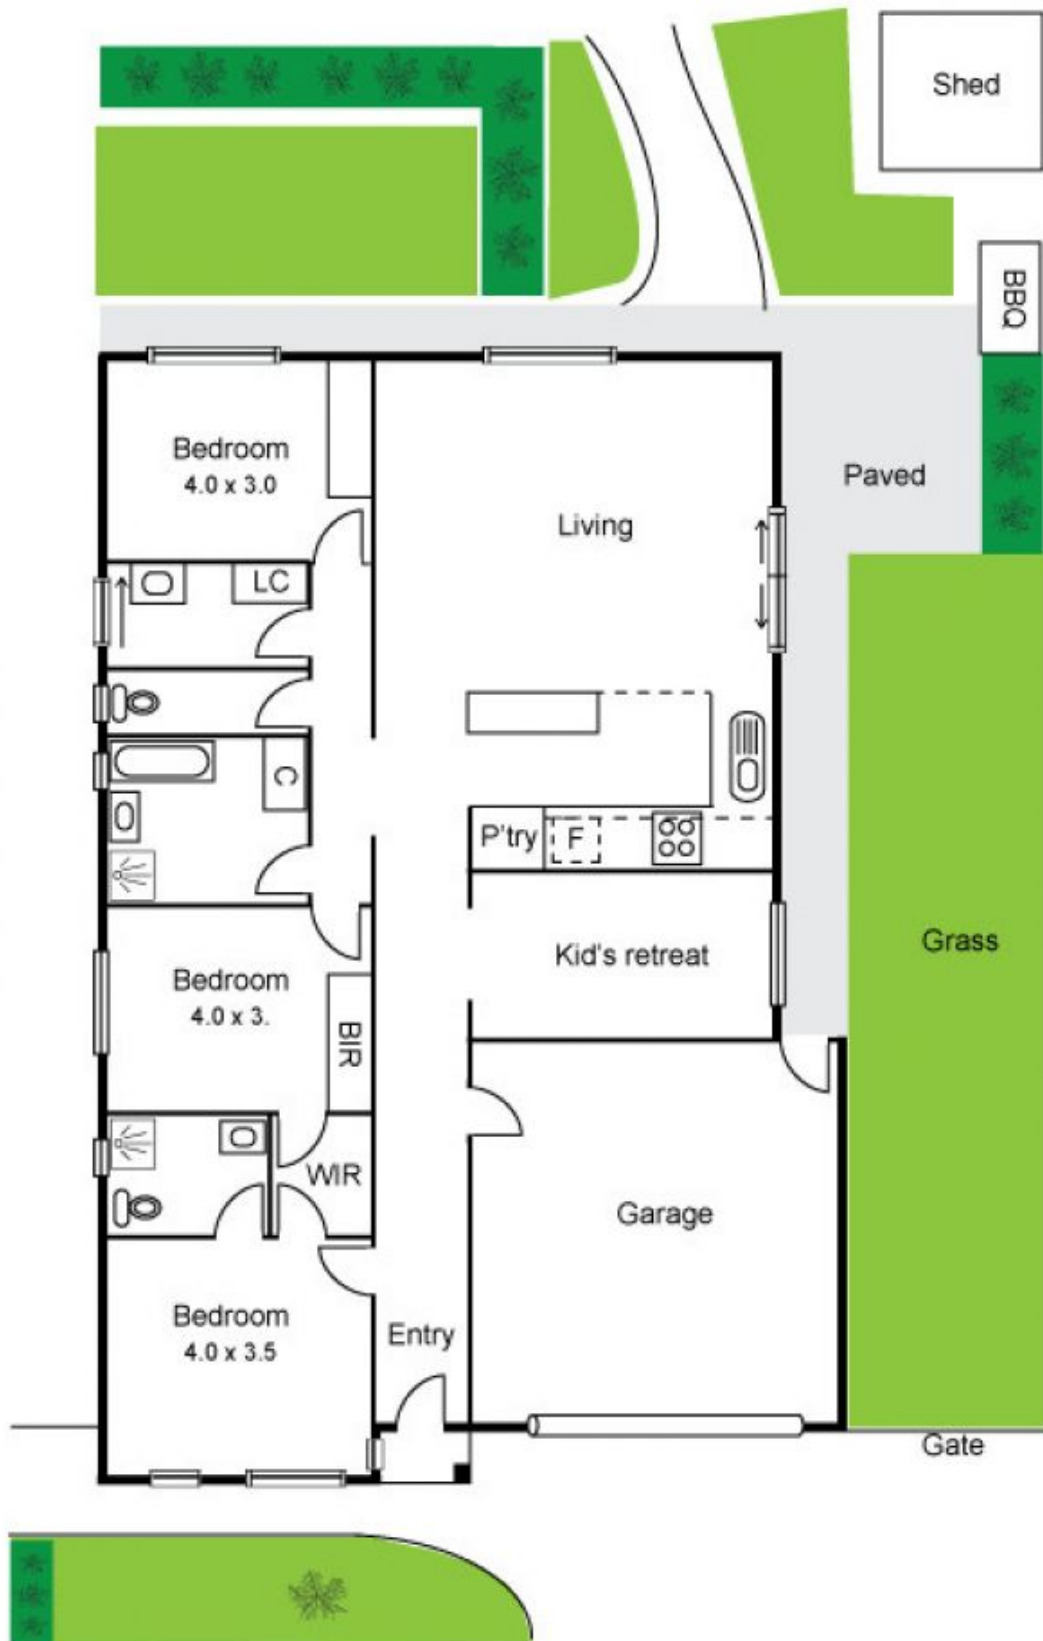 Shed
BBQ
Bedroom
4.0 x 3.0
Paved
Living
LC
C
P'try
F
Kid's retreat
Grass
Bedroom
4.0 x 3.
BIR
WIR
Garage
Bedroom
4.0 x 3.5
Entry
Gate